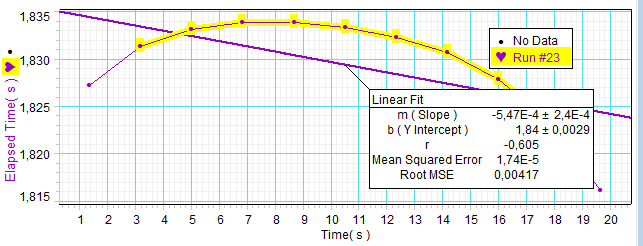 1,835
1,830
1,825
1,820
1,815
Elapsed Time( s )
No Data
Run #23
Linear Fit
m ( Slope ) -5,47E-4 ± 2,4E-4
b ( Y Intercept ) 1,84 ± 0,0029
r -0,605
Mean Squared Error 1,74E-5
Root MSE 0,00417
1 2 3 4 5 6 7 8 9 10 11 12 13 14 15 16 17 18 19 20
Time( s )